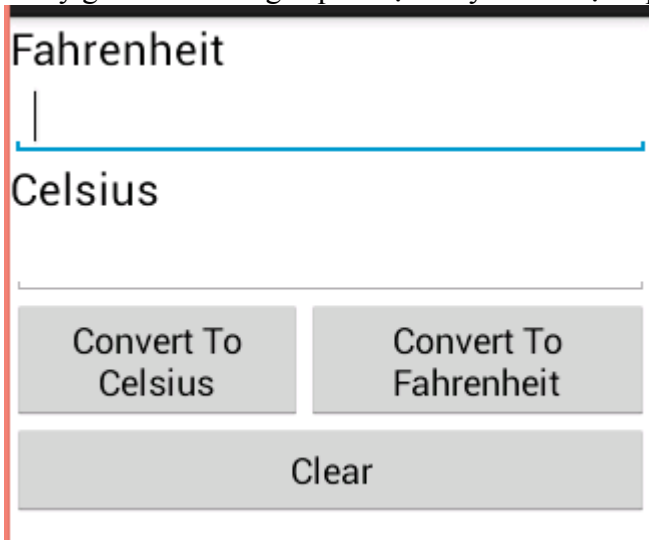 Fahrenheit
Celsius
Convert To
Celsius
Convert To
Fahrenheit
Clear